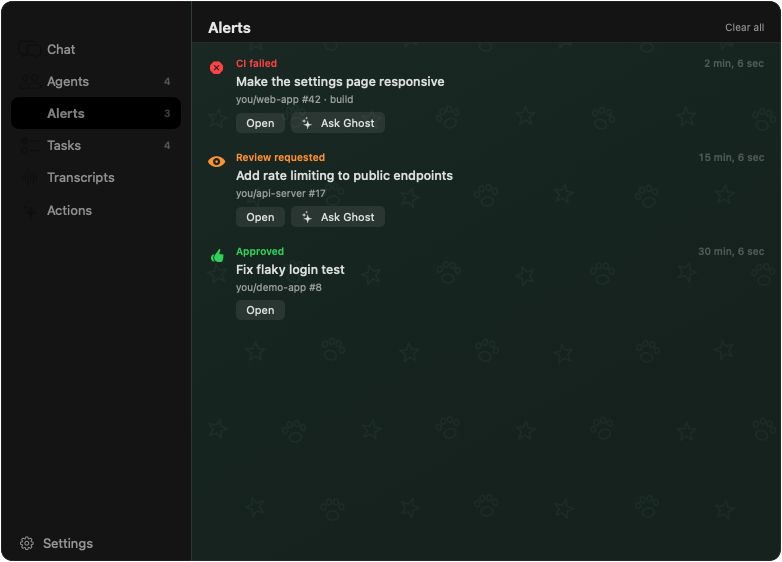 Chat
Agents 4
Alerts 3
Tasks 4
Transcripts
Actions
Settings
Alerts Clear all
CI failed 2 min, 6 sec
Make the settings page responsive
you/web-app #42 · build
Open Ask Ghost
Review requested 15 min, 6 sec
Add rate limiting to public endpoints
you/api-server #17
Open Ask Ghost
Approved 30 min, 6 sec
Fix flaky login test
you/demo-app #8
Open